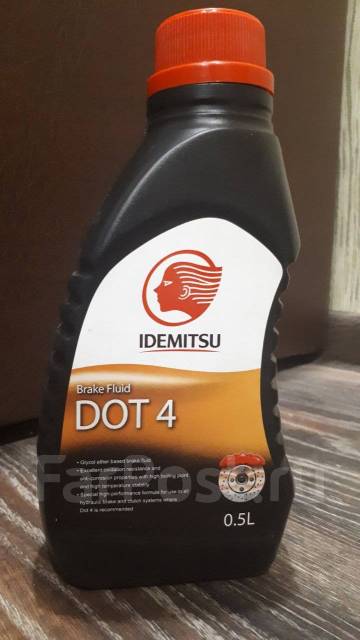 IDEMITSU
Brake Fluid
DOT 4
• Glycol ether based brake fluid
• Excellent oxidation resistance and
anti-corrosion properties with high boiling point
and high temperature stability
• Special high performance formula for use in all
hydraulic brake and clutch systems where
Dot 4 is recommended
0.5L